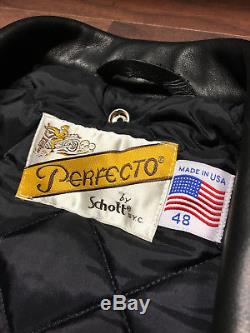 PERFECTO®
by
Schott® N.Y.C.
MADE IN USA
48